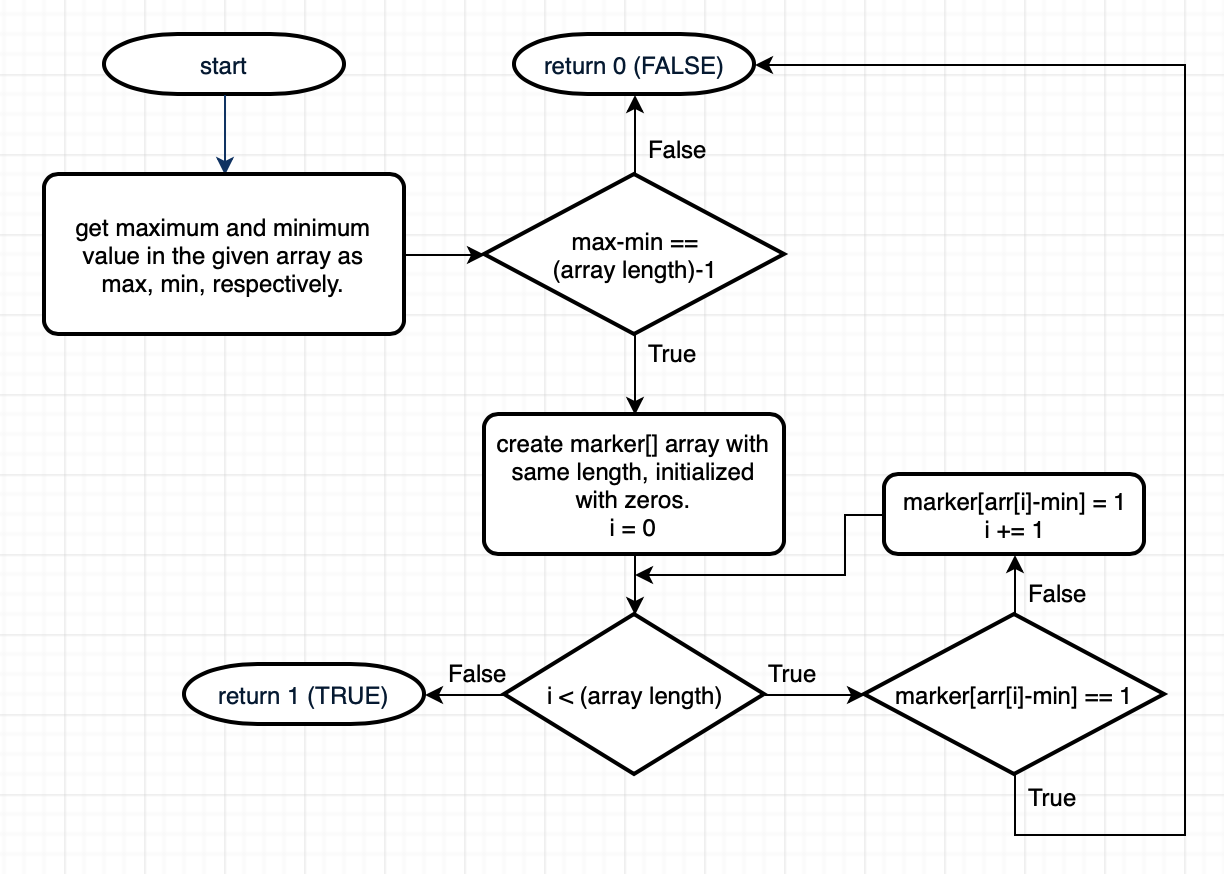 start
return 0 (FALSE)
False
get maximum and minimum
value in the given array as
max, min, respectively.
max-min ==
(array length)-1
True
create marker[] array with
same length, initialized
with zeros.
i = 0
marker[arr[i]-min] = 1
i += 1
False
return 1 (TRUE)
False
i < (array length)
True
marker[arr[i]-min] == 1
True